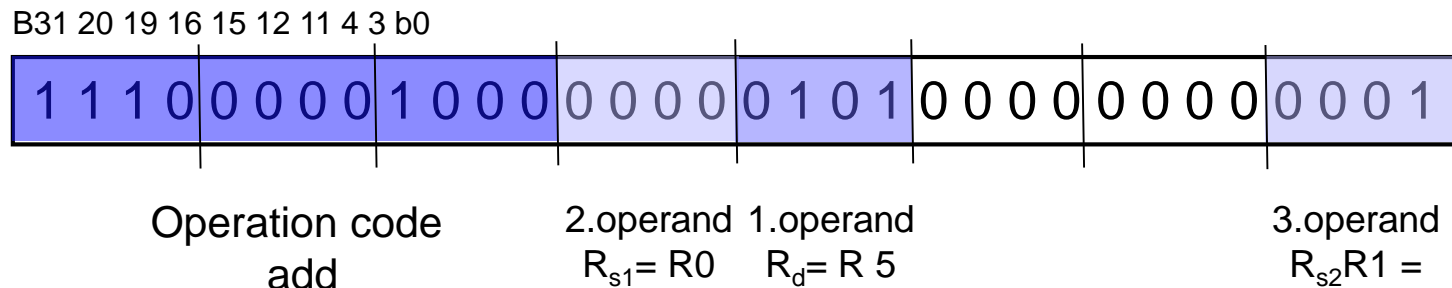 B31 20 19 16 15 12 11 4 3 b0
1 1 1 0 0 0 0 0 1 0 0 0 0 0 0 0 0 1 0 1 0 0 0 0 0 0 0 0 0 0 0 1
Operation code 2.operand 1.operand 3.operand
add Rs1= R0 Rd= R 5 Rs2R1 =